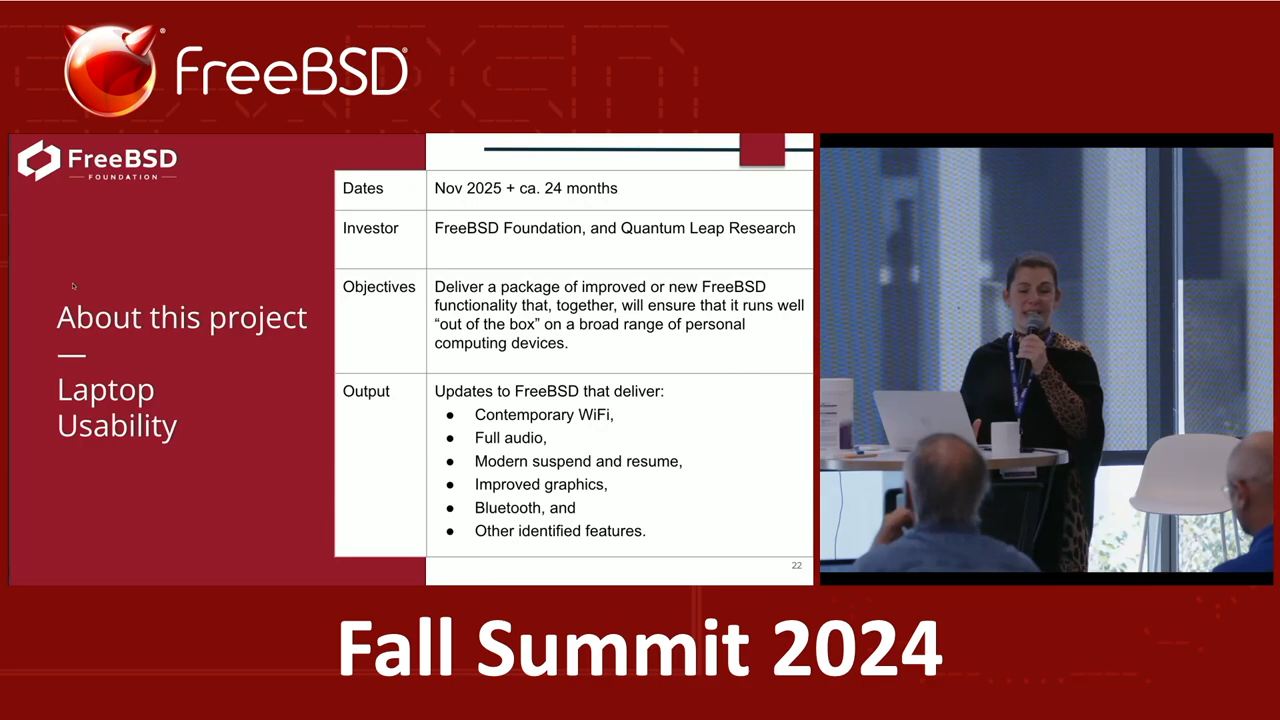 FreeBSD®
FreeBSD
FOUNDATION
About this project
—
Laptop
Usability
Dates
Nov 2025 + ca. 24 months
Investor
FreeBSD Foundation, and Quantum Leap Research
Objectives
Deliver a package of improved or new FreeBSD
functionality that, together, will ensure that it runs well
“out of the box” on a broad range of personal
computing devices.
Output
Updates to FreeBSD that deliver:
● Contemporary WiFi,
● Full audio,
● Modern suspend and resume,
● Improved graphics,
● Bluetooth, and
● Other identified features.
22
Fall Summit 2024